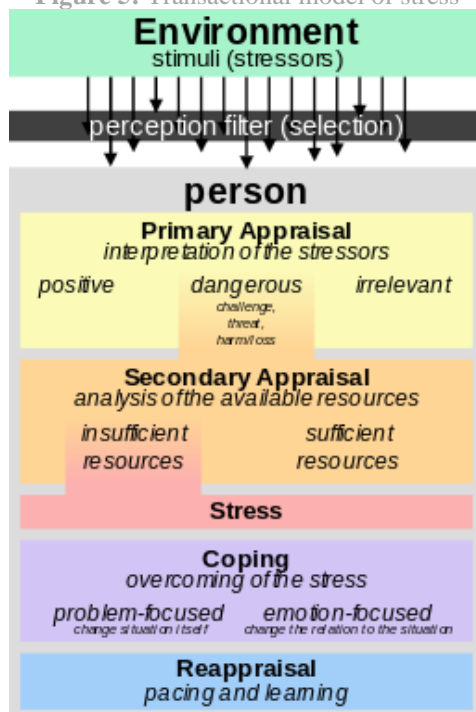 Figure 3: Transactional model of stress
Environment
stimuli (stressors)
perception filter (selection)
person
Primary Appraisal
interpretation of the stressors
positive dangerous irrelevant
challenge,
threat,
harm/loss
Secondary Appraisal
analysis of the available resources
insufficient sufficient
resources resources
Stress
Coping
overcoming of the stress
problem-focused emotion-focused
change situation itself change the relation to the situation
Reappraisal
pacing and learning